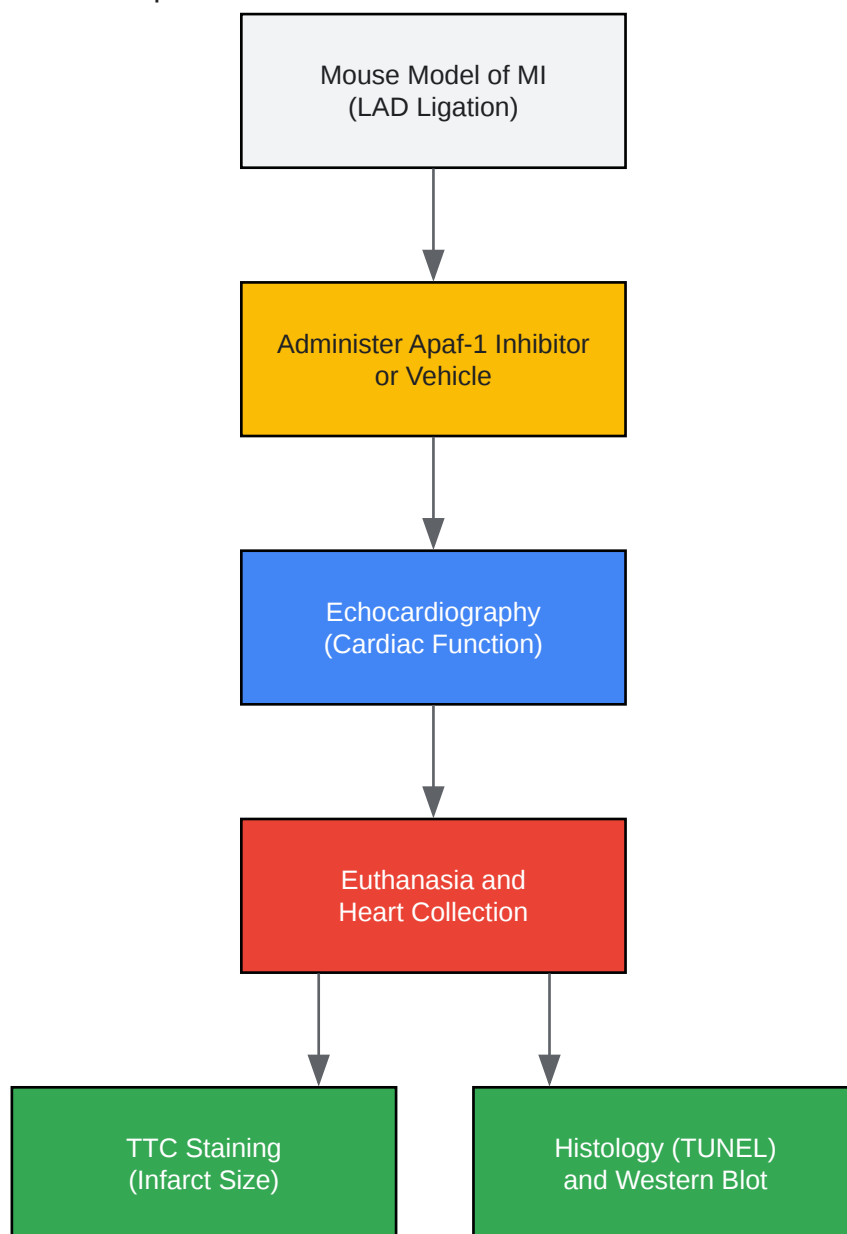 Mouse Model of MI
(LAD Ligation)
Administer Apaf-1 Inhibitor
or Vehicle
Echocardiography
(Cardiac Function)
Euthanasia and
Heart Collection
TTC Staining
(Infarct Size)
Histology (TUNEL)
and Western Blot